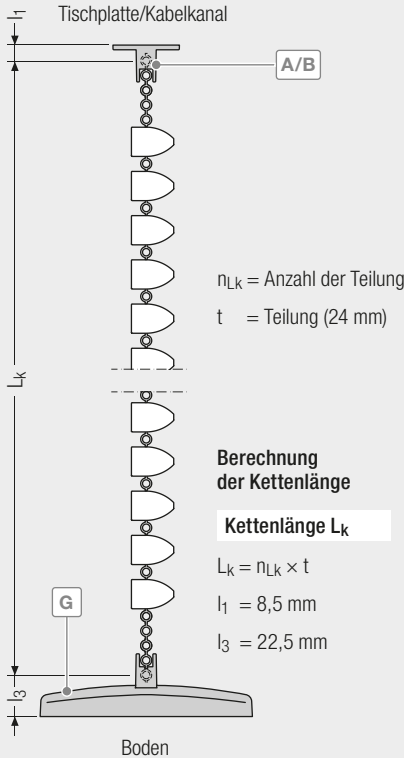 l1
Tischplatte/Kabelkanal
A/B
nLk = Anzahl der Teilung
t = Teilung (24 mm)
Lk
Berechnung
der Kettenlänge
Kettenlänge Lk
Lk = nLk × t
G
l1 = 8,5 mm
l3 = 22,5 mm
l3
Boden